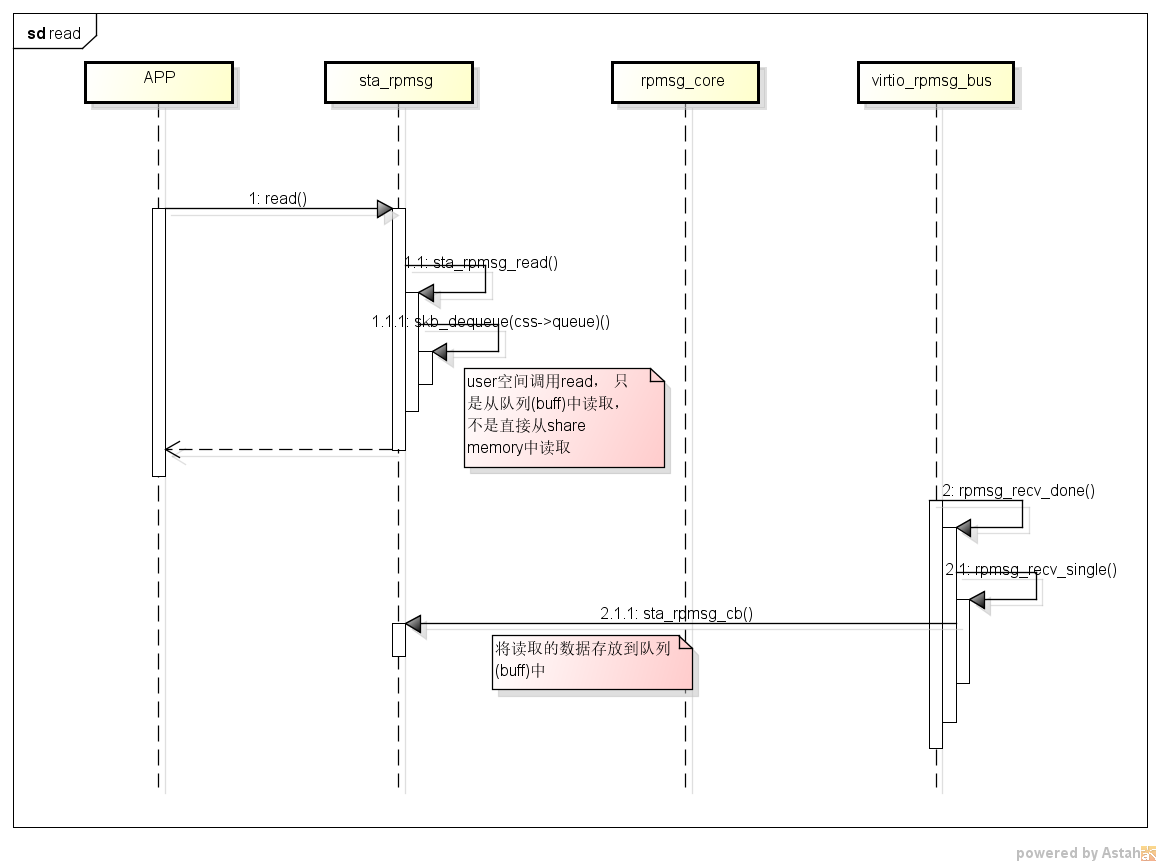 sd read
APP
sta_rpmsg
rpmsg_core
virtio_rpmsg_bus
1: read()
1.1: sta_rpmsg_read()
1.1.1: skb_dequeue(css->queue)()
user空间调用read， 只
是从队列(buff)中读取，
不是直接从share
memory中读取
2: rpmsg_recv_done()
2.1: rpmsg_recv_single()
2.1.1: sta_rpmsg_cb()
将读取的数据存放到队列
(buff)中
powered by Astah